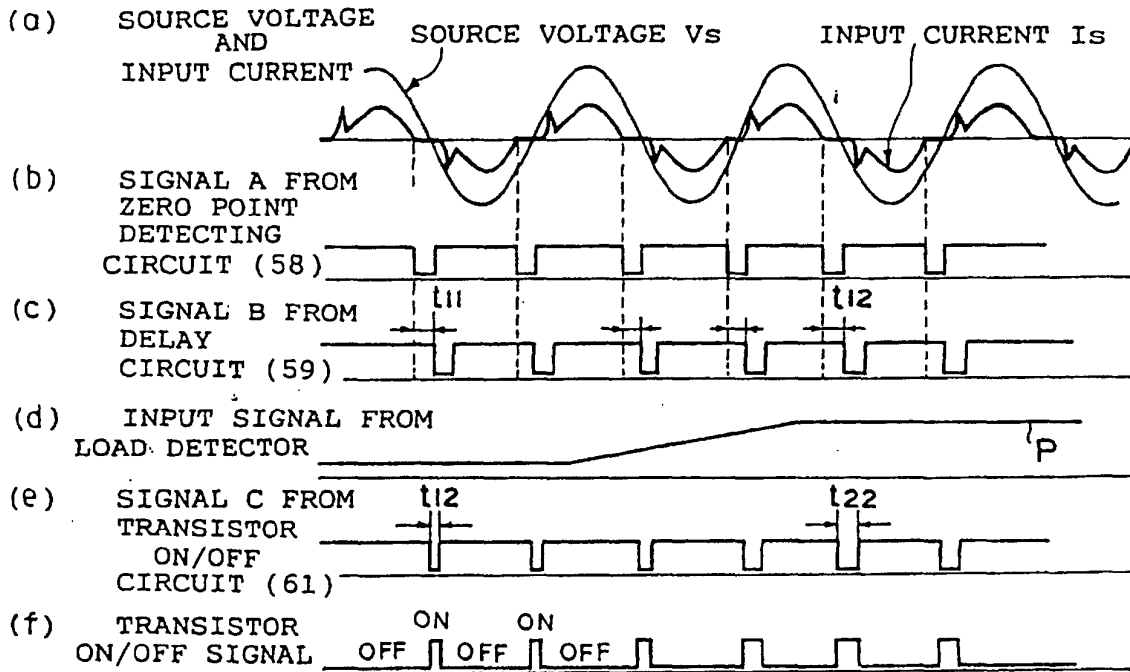 (a) SOURCE VOLTAGE
AND
INPUT CURRENT
SOURCE VOLTAGE Vs
INPUT CURRENT Is
i
(b) SIGNAL A FROM
ZERO POINT
DETECTING
CIRCUIT (58)
(c) SIGNAL B FROM
DELAY
CIRCUIT (59)
t11
t12
(d) INPUT SIGNAL FROM
LOAD DETECTOR
P
(e) SIGNAL C FROM
TRANSISTOR
ON/OFF
CIRCUIT (61)
t12
t22
(f) TRANSISTOR
ON/OFF SIGNAL
ON ON
OFF OFF OFF